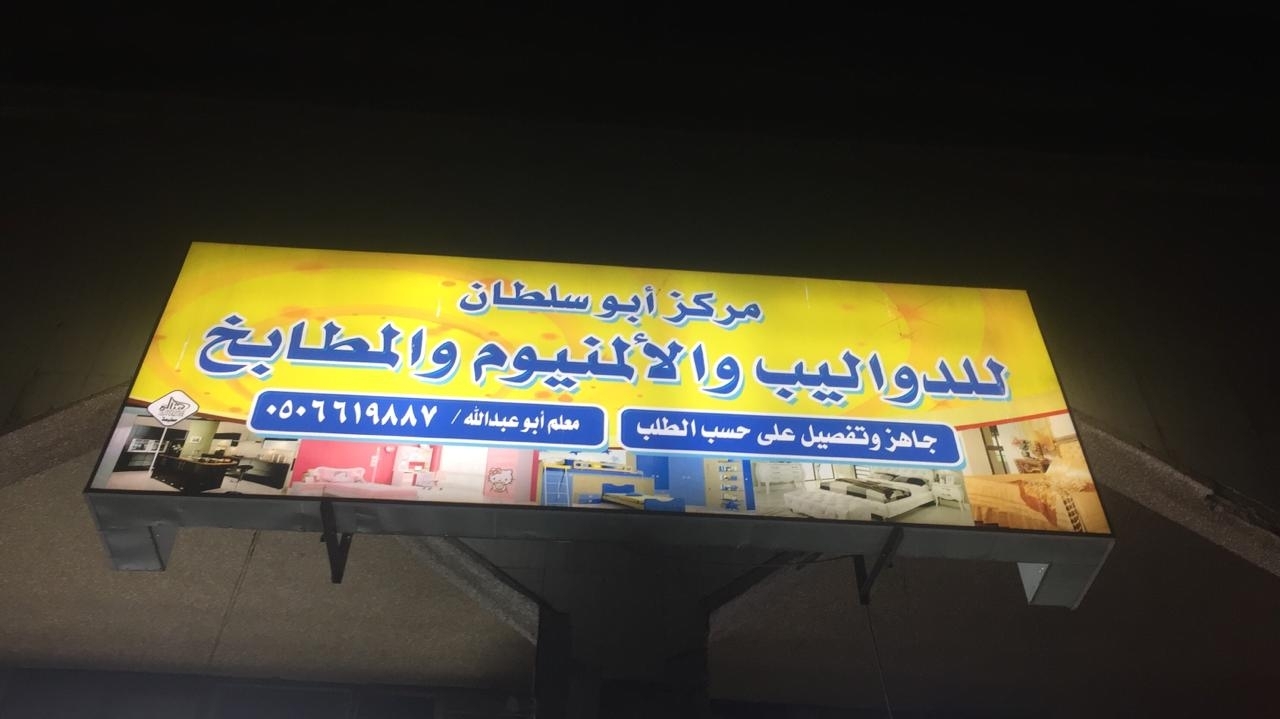 مركز أبو سلطان
للدواليب والألمنيوم والمطابخ
جاهز وتفصيل على حسب الطلب
معلم أبو عبدالله / ٠٥٠٦٦١٩٨٨٧